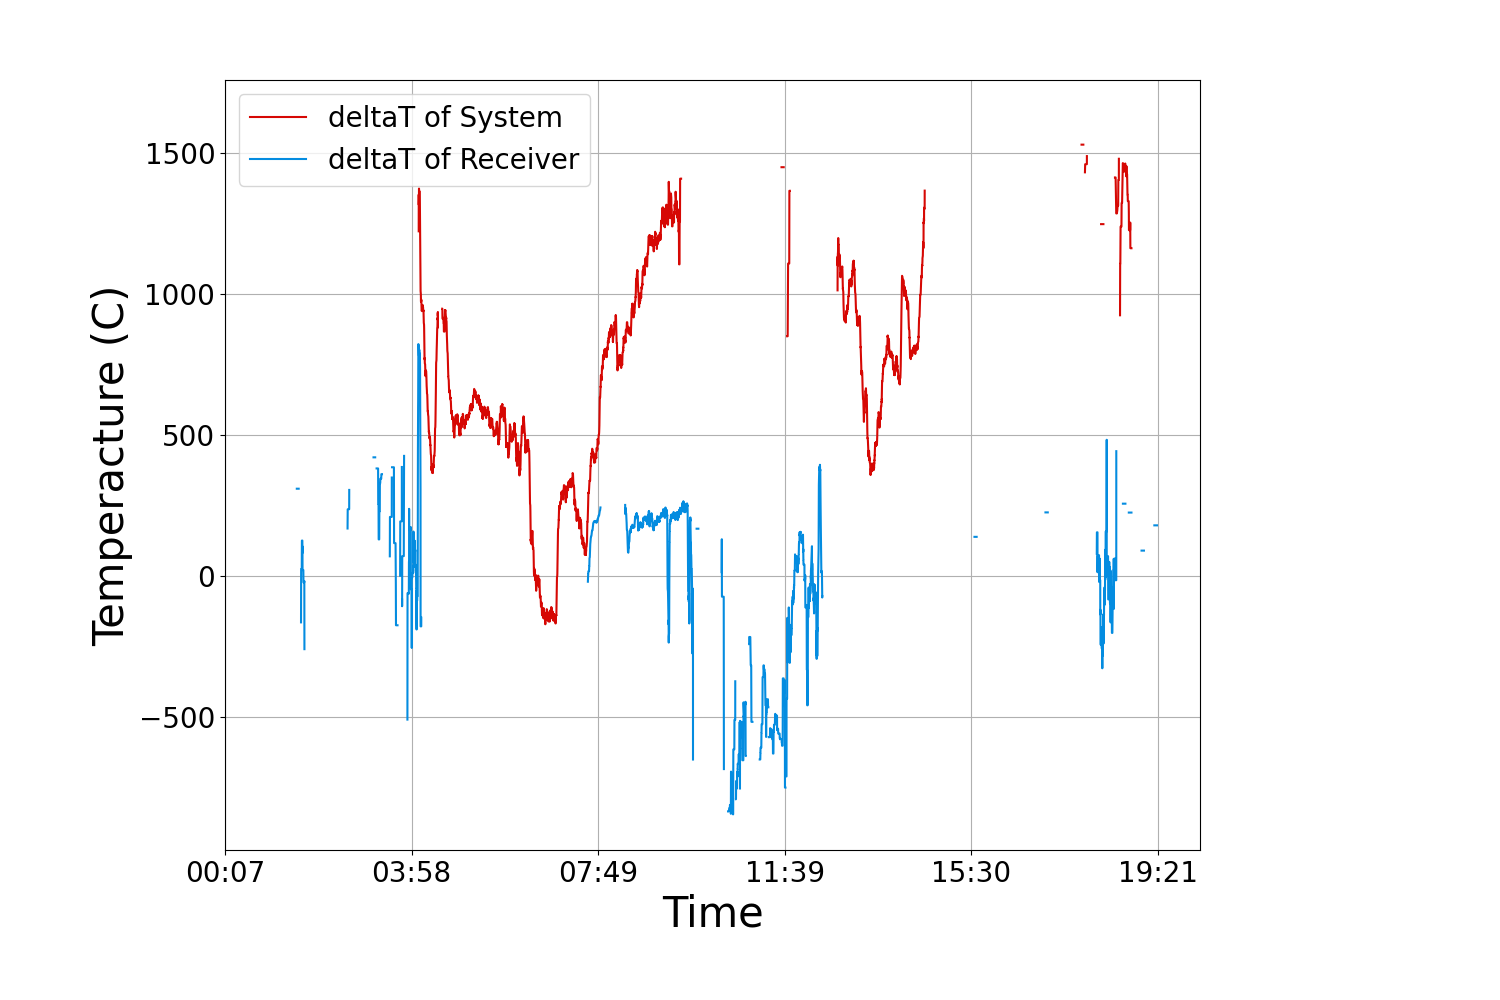 deltaT of System
deltaT of Receiver
1500
1000
500
0
−500
Temperacture (C)
00:07 03:58 07:49 11:39 15:30 19:21
Time